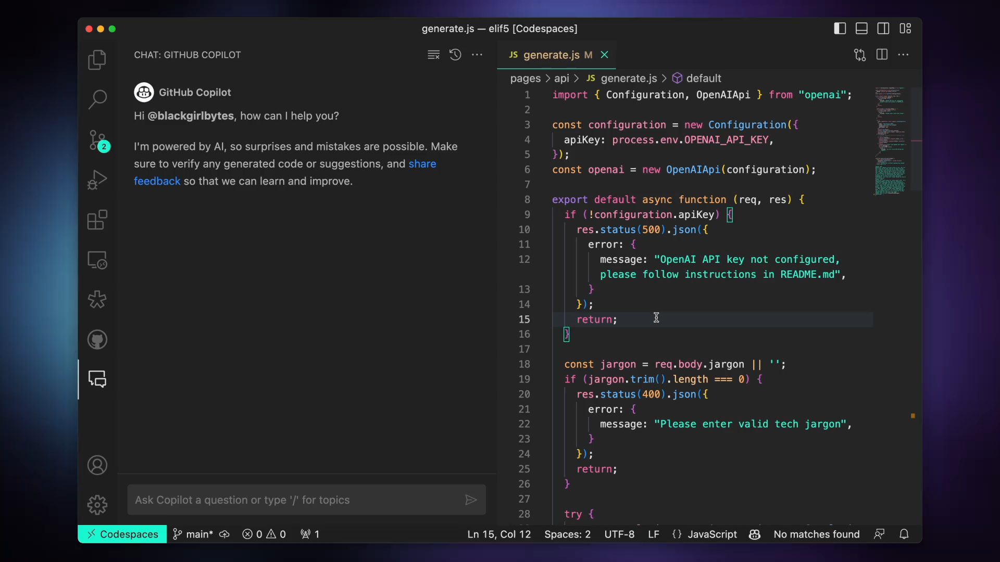 generate.js — elif5 [Codespaces]
CHAT: GITHUB COPILOT
GitHub Copilot
Hi @blackgirlbytes, how can I help you?
I'm powered by AI, so surprises and mistakes are possible. Make
sure to verify any generated code or suggestions, and share
feedback so that we can learn and improve.
2
Ask Copilot a question or type '/' for topics
JS generate.js M
pages > api > JS generate.js > default
1 import { Configuration, OpenAIApi } from "openai";
2
3 const configuration = new Configuration({
4 apiKey: process.env.OPENAI_API_KEY,
5 });
6 const openai = new OpenAIApi(configuration);
7
8 export default async function (req, res) {
9 if (!configuration.apiKey) {
10 res.status(500).json({
11 error: {
12 message: "OpenAI API key not configured,
please follow instructions in README.md",
13 }
14 });
15 return;
16 }
17
18 const jargon = req.body.jargon || '';
19 if (jargon.trim().length === 0) {
20 res.status(400).json({
21 error: {
22 message: "Please enter valid tech jargon",
23 }
24 });
25 return;
26 }
27
28 try {
Codespaces main* 0 0 1 Ln 15, Col 12 Spaces: 2 UTF-8 LF {} JavaScript No matches found